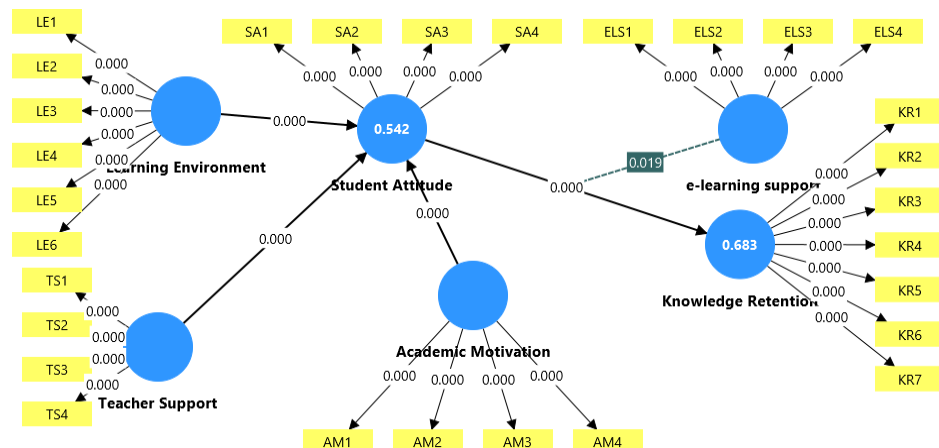 LE1
LE2
LE3
LE4
LE5
LE6
0.000
0.000
0.000
0.000
0.000
0.000
Learning Environment
0.000
SA1
SA2
SA3
SA4
0.000
0.000
0.000
0.000
0.542
Student Attitude
ELS1
ELS2
ELS3
ELS4
0.000
0.000
0.000
0.000
e-learning support
0.019
0.000
KR1
KR2
KR3
KR4
KR5
KR6
KR7
0.000
0.000
0.000
0.000
0.000
0.000
0.000
0.683
Knowledge Retention
TS1
TS2
TS3
TS4
0.000
0.000
0.000
0.000
Teacher Support
0.000
0.000
Academic Motivation
0.000
0.000
0.000
0.000
AM1
AM2
AM3
AM4